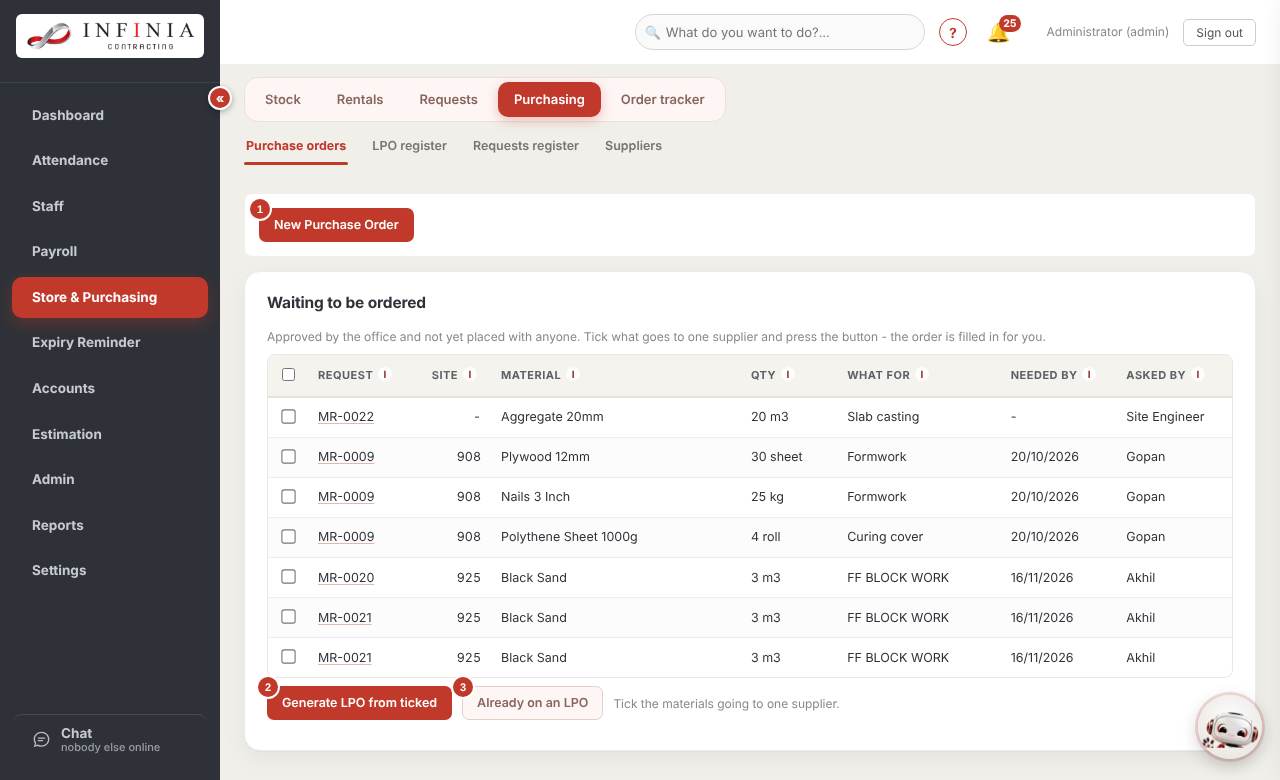 INFINIA
CONTRACTING
What do you want to do?...
?
25
Administrator (admin)
Sign out
«
Dashboard
Attendance
Staff
Payroll
Store & Purchasing
Expiry Reminder
Accounts
Estimation
Admin
Reports
Settings
Chat
nobody else online
Stock Rentals Requests Purchasing Order tracker
Purchase orders LPO register Requests register Suppliers
1
New Purchase Order
Waiting to be ordered
Approved by the office and not yet placed with anyone. Tick what goes to one supplier and press the button - the order is filled in for you.
REQUEST I SITE I MATERIAL I QTY I WHAT FOR I NEEDED BY I ASKED BY I
MR-0022 - Aggregate 20mm 20 m3 Slab casting - Site Engineer
MR-0009 908 Plywood 12mm 30 sheet Formwork 20/10/2026 Gopan
MR-0009 908 Nails 3 Inch 25 kg Formwork 20/10/2026 Gopan
MR-0009 908 Polythene Sheet 1000g 4 roll Curing cover 20/10/2026 Gopan
MR-0020 925 Black Sand 3 m3 FF BLOCK WORK 16/11/2026 Akhil
MR-0021 925 Black Sand 3 m3 FF BLOCK WORK 16/11/2026 Akhil
MR-0021 925 Black Sand 3 m3 FF BLOCK WORK 16/11/2026 Akhil
2 3
Generate LPO from ticked Already on an LPO Tick the materials going to one supplier.